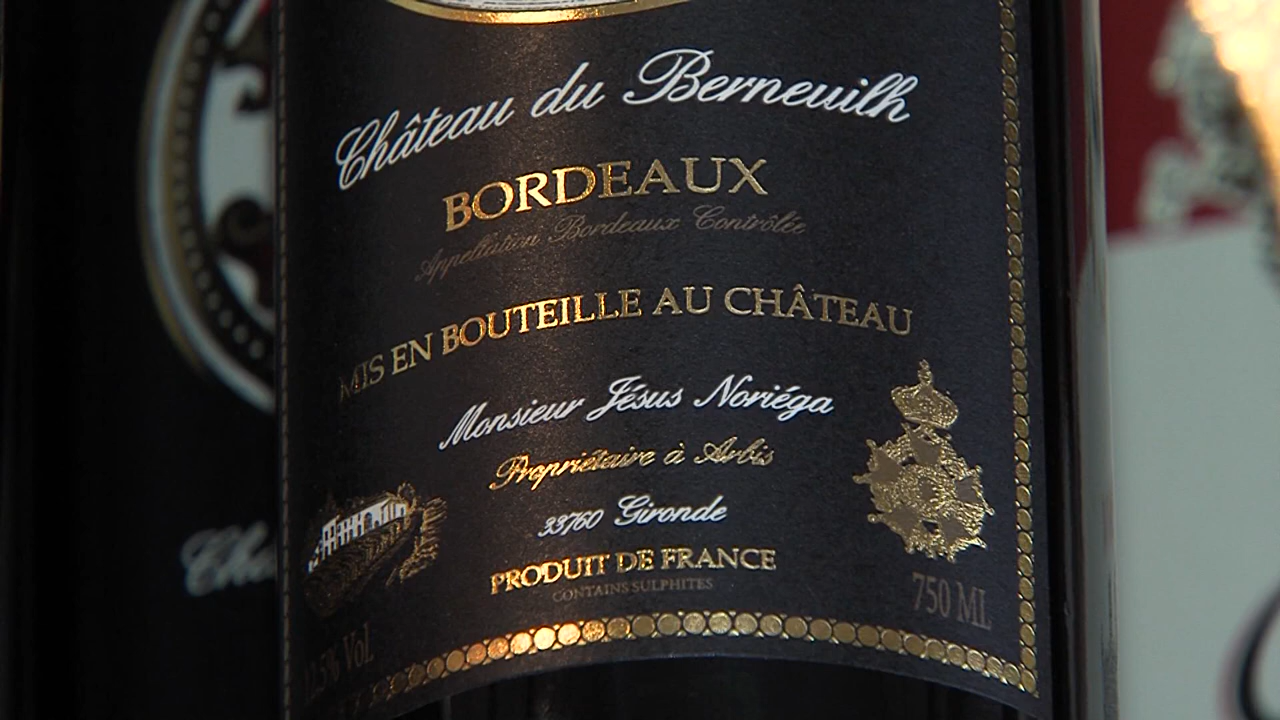 Château du Berneuilh
BORDEAUX
Appellation Bordeaux Contrôlée
MIS EN BOUTEILLE AU CHÂTEAU
Monsieur Jésus Noriéga
Propriétaire à Arbis
33760 Gironde
PRODUIT DE FRANCE
CONTAINS SULPHITES
750 ML
12.5% Vol.